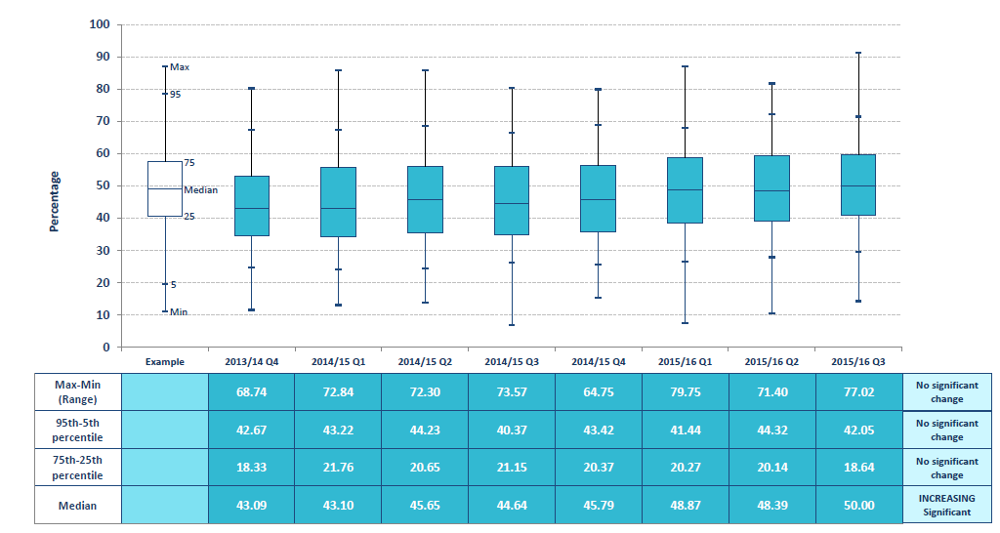 100
90
80
70
60
50
40
30
20
10
0
Percentage
Max
95
75
Median
25
5
Min
Example 2013/14 Q4 2014/15 Q1 2014/15 Q2 2014/15 Q3 2014/15 Q4 2015/16 Q1 2015/16 Q2 2015/16 Q3
Max-Min
(Range)
68.74 72.84 72.30 73.57 64.75 79.75 71.40 77.02
No significant
change
95th-5th
percentile
42.67 43.22 44.23 40.37 43.42 41.44 44.32 42.05
No significant
change
75th-25th
percentile
18.33 21.76 20.65 21.15 20.37 20.27 20.14 18.64
No significant
change
Median
43.09 43.10 45.65 44.64 45.79 48.87 48.39 50.00
INCREASING
Significant